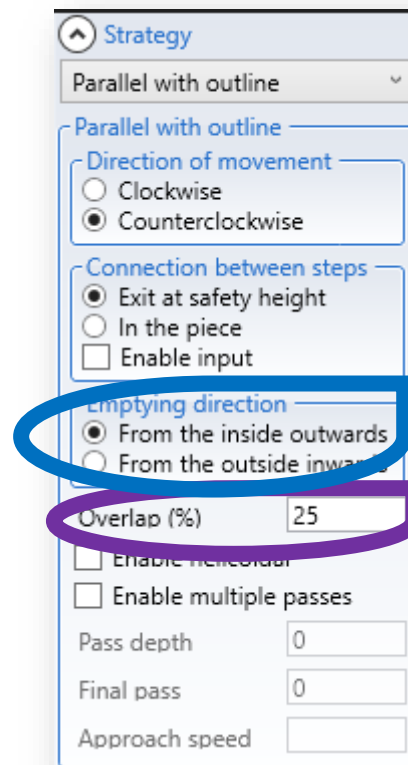 Strategy
Parallel with outline
Parallel with outline
Direction of movement
Clockwise
Counterclockwise
Connection between steps
Exit at safety height
In the piece
Enable input
Emptying direction
From the inside outwards
From the outside inwards
Overlap (%) 25
Enable helicoidal
Enable multiple passes
Pass depth 0
Final pass 0
Approach speed